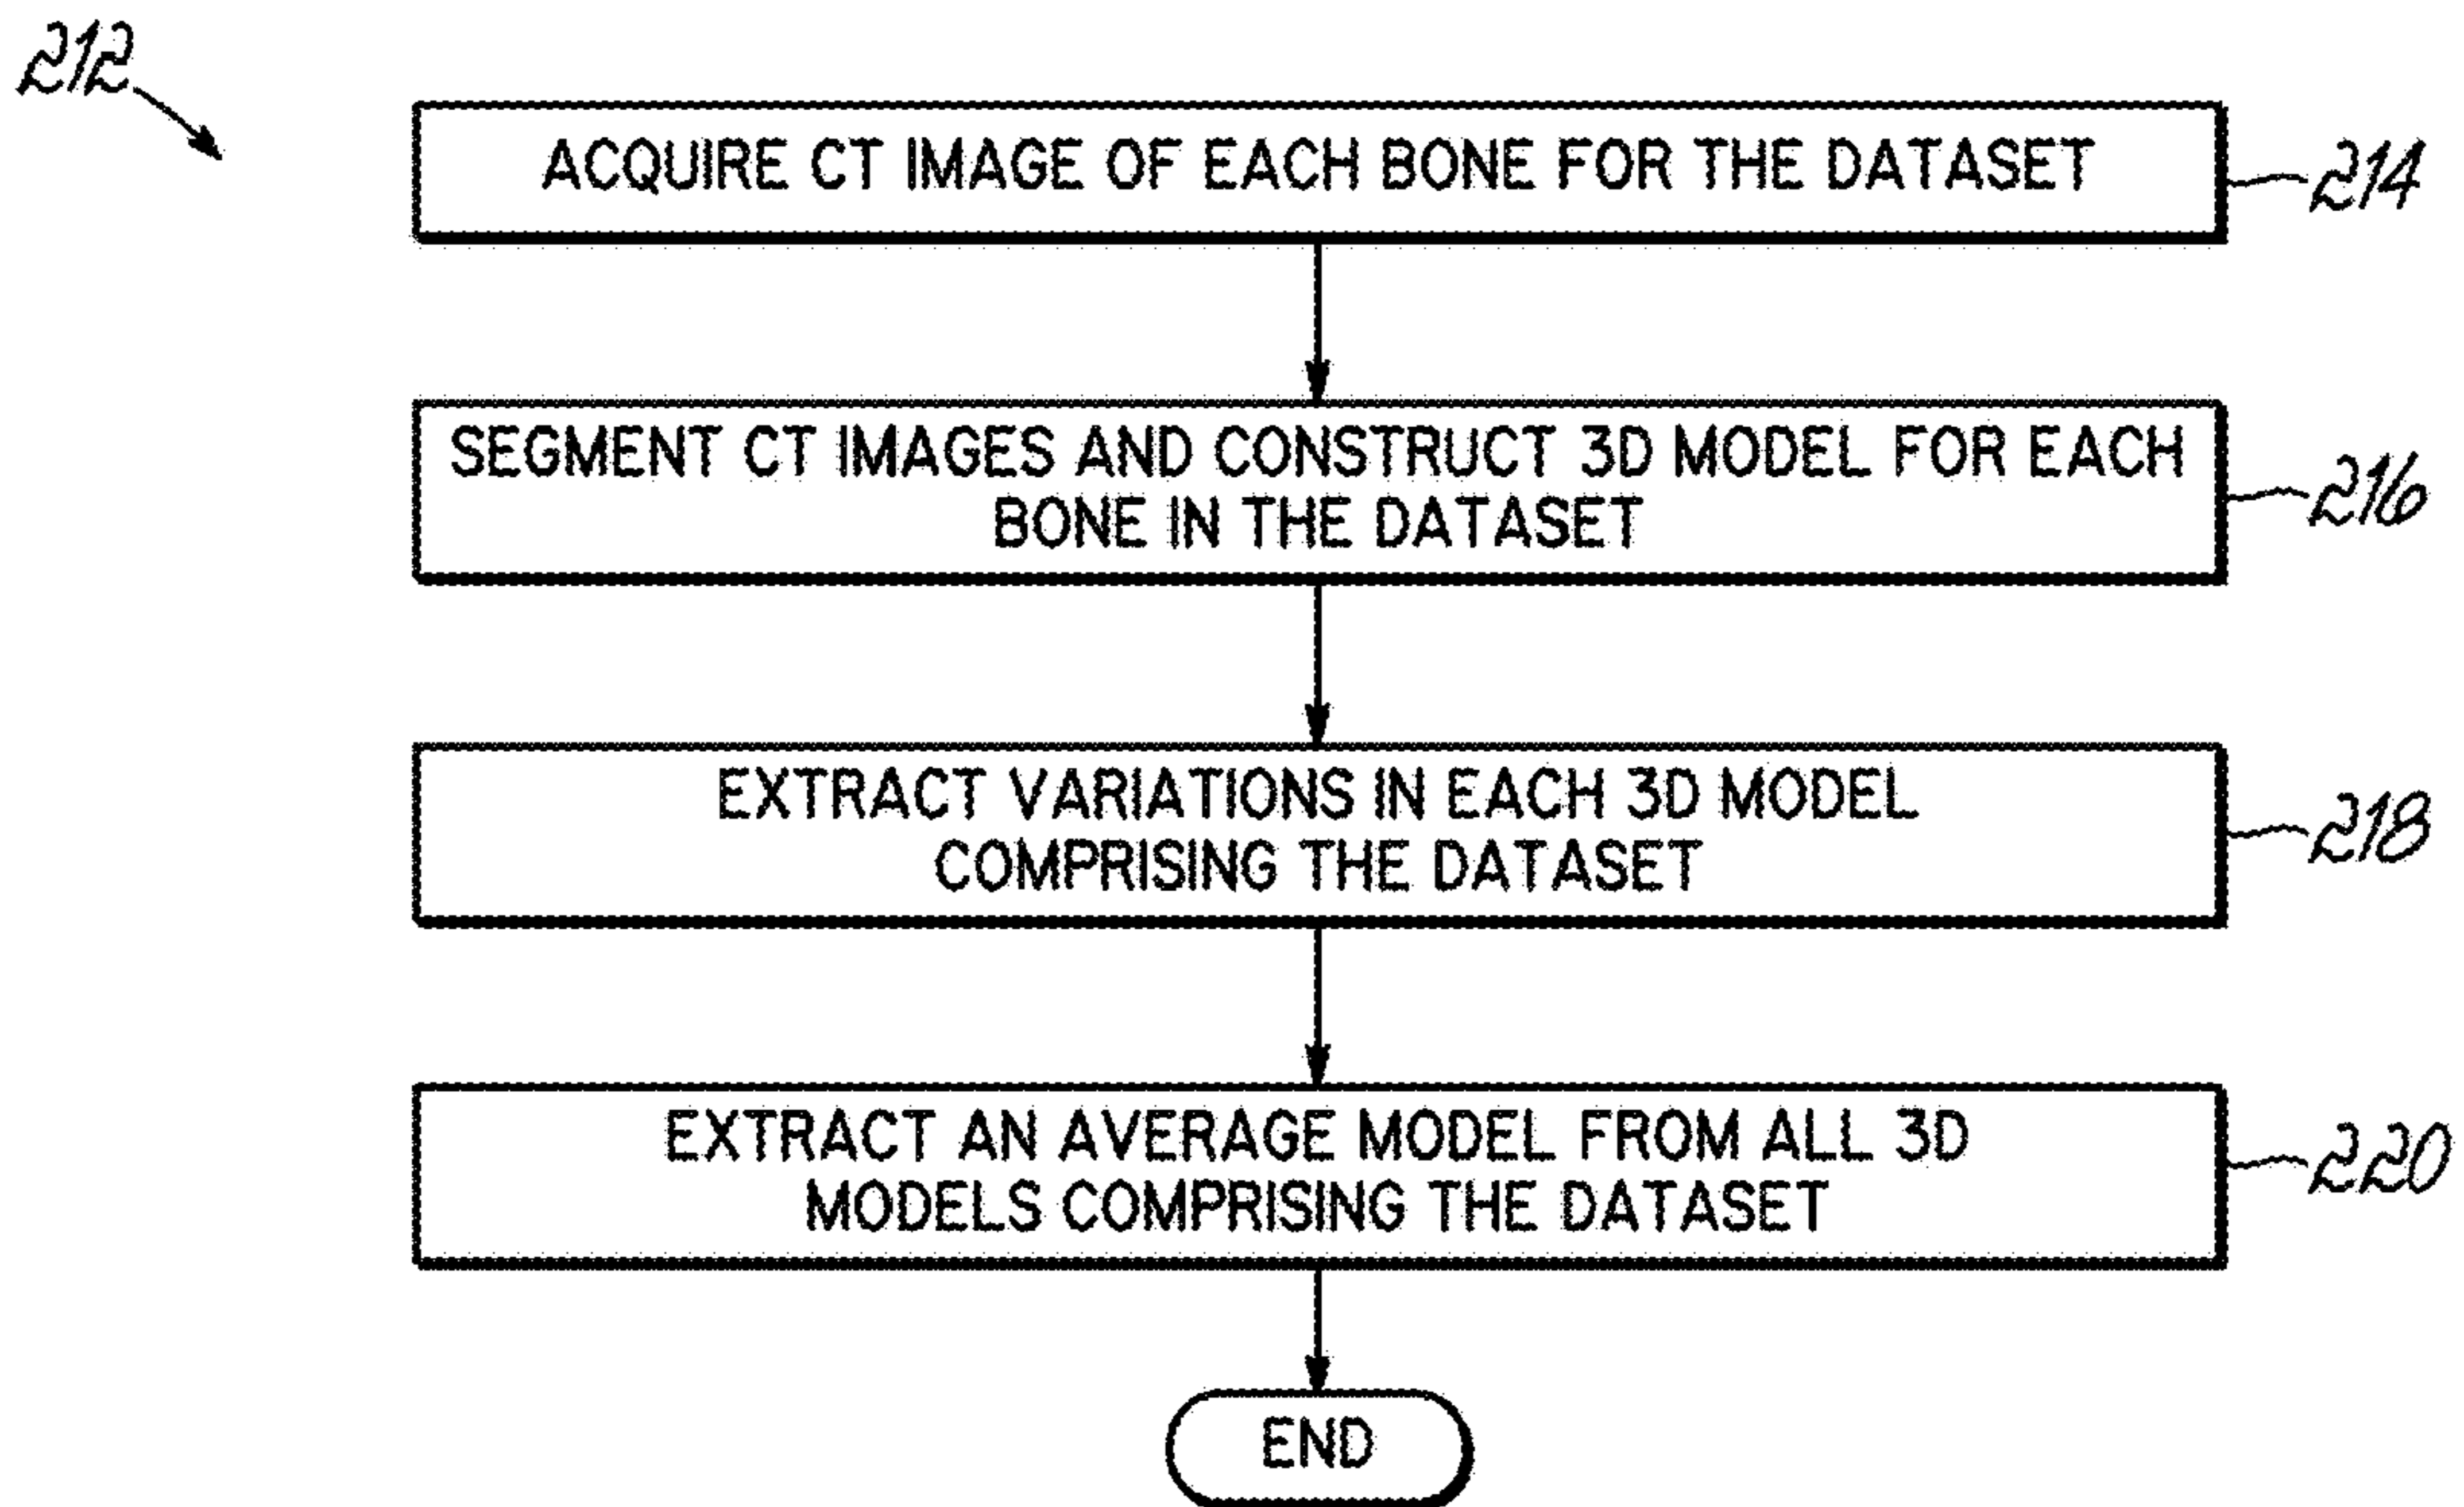 212
ACQUIRE CT IMAGE OF EACH BONE FOR THE DATASET
214
SEGMENT CT IMAGES AND CONSTRUCT 3D MODEL FOR EACH
BONE IN THE DATASET
216
EXTRACT VARIATIONS IN EACH 3D MODEL
COMPRISING THE DATASET
218
EXTRACT AN AVERAGE MODEL FROM ALL 3D
MODELS COMPRISING THE DATASET
220
END